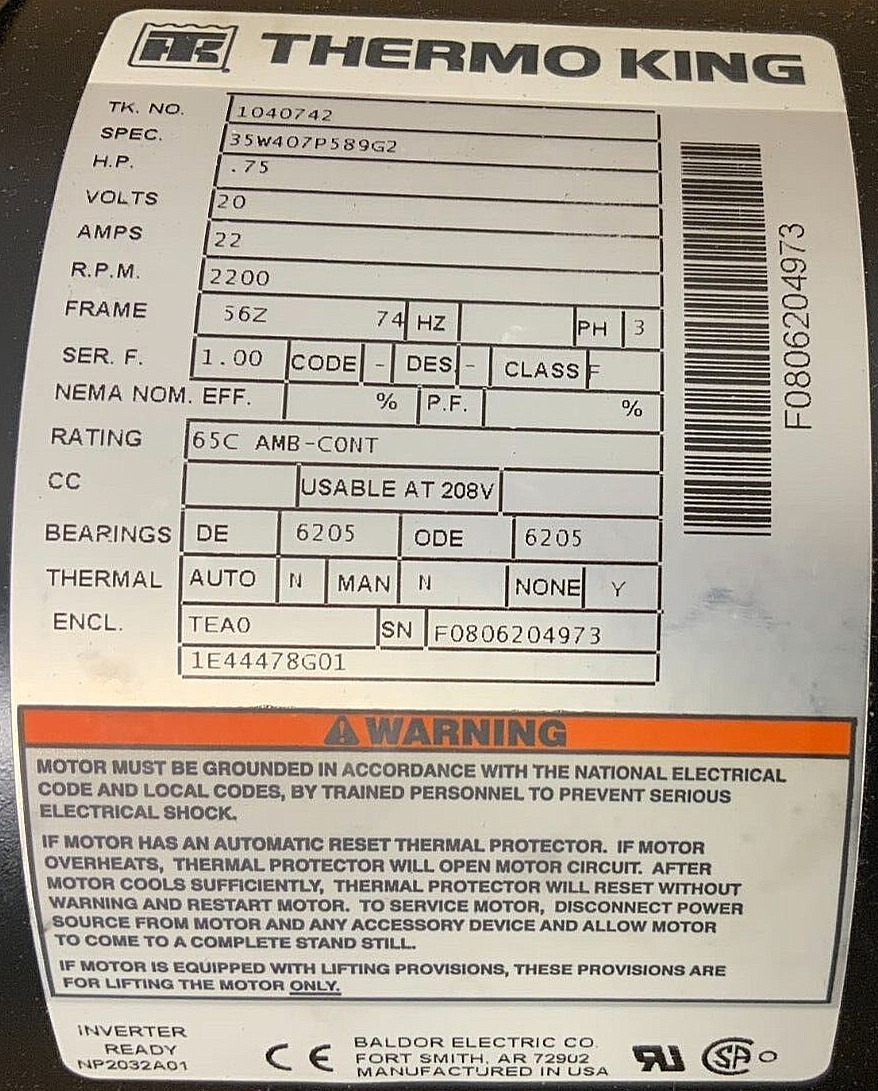 TK THERMO KING
TK. NO. 1040742
SPEC. 35W407P589G2
H.P. .75
VOLTS 20
AMPS 22
R.P.M. 2200
FRAME 56Z 74 HZ PH 3
SER. F. 1.00 CODE - DES - CLASS F
NEMA NOM. EFF. % P.F. %
RATING 65C AMB-CONT
CC USABLE AT 208V
BEARINGS DE 6205 ODE 6205
THERMAL AUTO N MAN N NONE Y
ENCL. TEAO SN F0806204973
1E44478G01
F0806204973
WARNING
MOTOR MUST BE GROUNDED IN ACCORDANCE WITH THE NATIONAL ELECTRICAL
CODE AND LOCAL CODES, BY TRAINED PERSONNEL TO PREVENT SERIOUS
ELECTRICAL SHOCK.
IF MOTOR HAS AN AUTOMATIC RESET THERMAL PROTECTOR. IF MOTOR
OVERHEATS, THERMAL PROTECTOR WILL OPEN MOTOR CIRCUIT. AFTER
MOTOR COOLS SUFFICIENTLY, THERMAL PROTECTOR WILL RESET WITHOUT
WARNING AND RESTART MOTOR. TO SERVICE MOTOR, DISCONNECT POWER
SOURCE FROM MOTOR AND ANY ACCESSORY DEVICE AND ALLOW MOTOR
TO COME TO A COMPLETE STAND STILL.
IF MOTOR IS EQUIPPED WITH LIFTING PROVISIONS, THESE PROVISIONS ARE
FOR LIFTING THE MOTOR ONLY.
INVERTER
READY
NP2032A01
CE
BALDOR ELECTRIC CO.
FORT SMITH, AR 72902
MANUFACTURED IN USA
RU SA